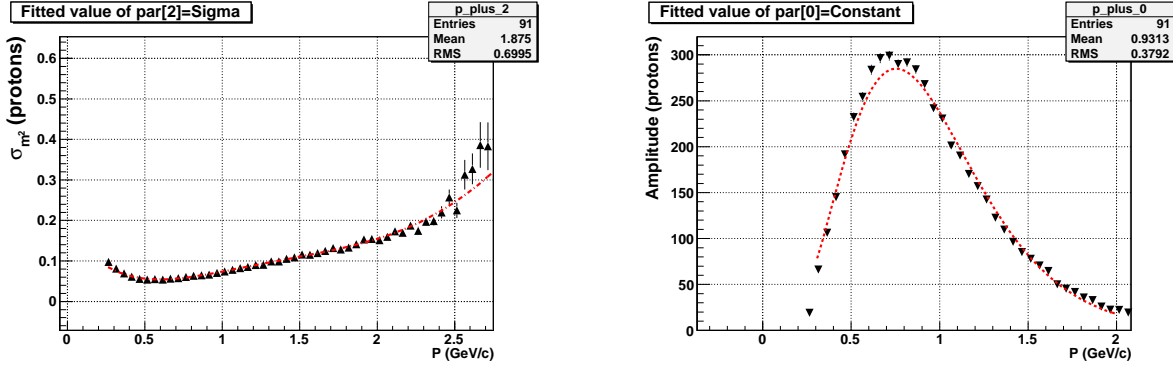 Fitted value of par[2]=Sigma
p_plus_2
Entries 91
Mean 1.875
RMS 0.6995
σm² (protons)
0.6
0.5
0.4
0.3
0.2
0.1
0
0 0.5 1 1.5 2 2.5
P (GeV/c)
Fitted value of par[0]=Constant
p_plus_0
Entries 91
Mean 0.9313
RMS 0.3792
Amplitude (protons)
300
250
200
150
100
50
0
0 0.5 1 1.5 2
P (GeV/c)